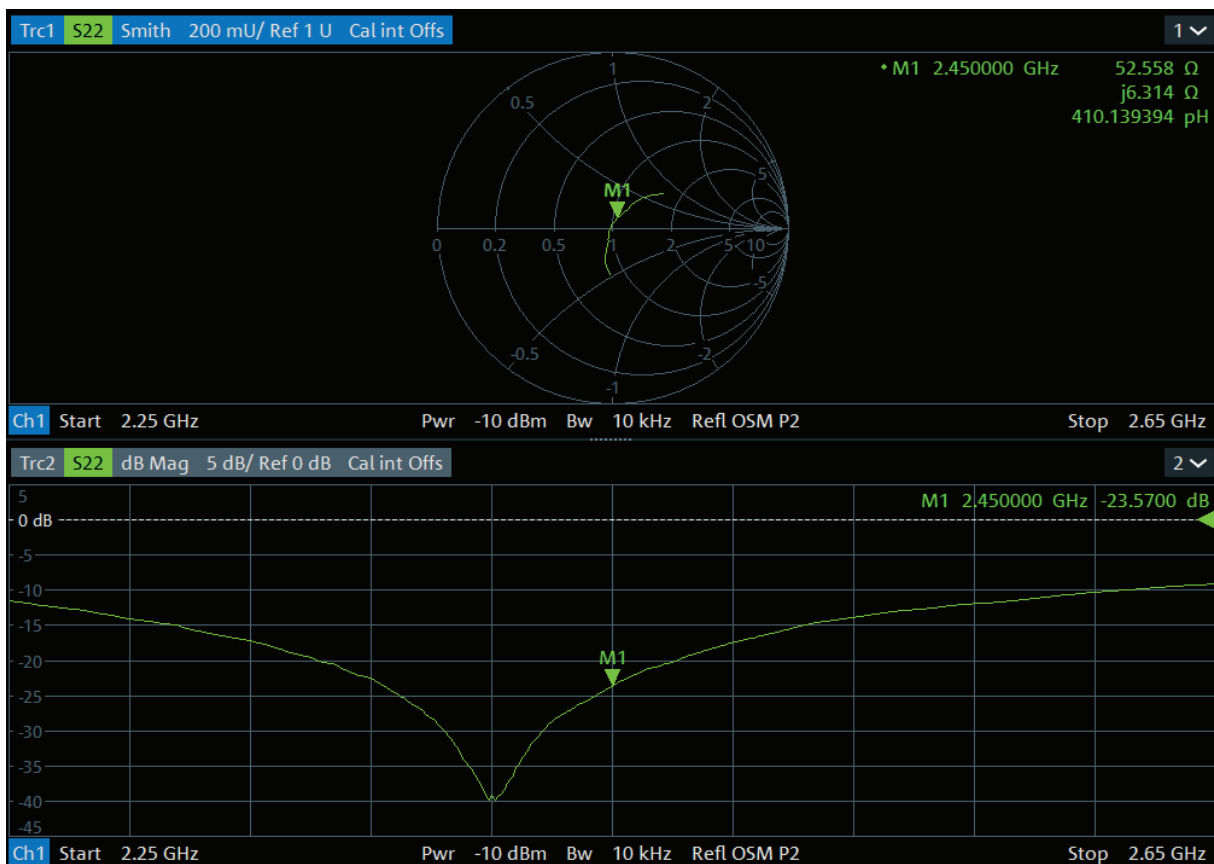 Trc1 S22 Smith 200 mU/ Ref 1 U Cal int Offs 1
M1 2.450000 GHz 52.558 Ω
j6.314 Ω
410.139394 pH
1
0.5 2
5
M1
0 0.2 0.5 1 2 5 10
-5
-0.5 -2
-1
Ch1 Start 2.25 GHz Pwr -10 dBm Bw 10 kHz Refl OSM P2 Stop 2.65 GHz
Trc2 S22 dB Mag 5 dB/ Ref 0 dB Cal int Offs 2
5 M1 2.450000 GHz -23.5700 dB
0 dB
-5
-10
-15
-20 M1
-25
-30
-35
-40
-45
Ch1 Start 2.25 GHz Pwr -10 dBm Bw 10 kHz Refl OSM P2 Stop 2.65 GHz